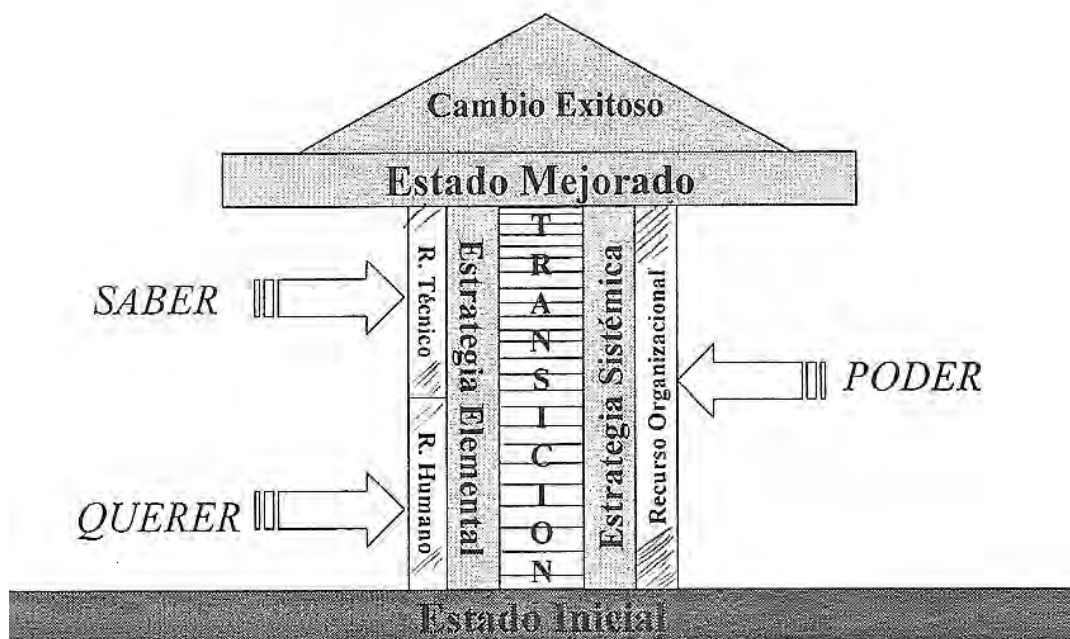 Cambio Exitoso
Estado Mejorado
SABER
QUERER
R. Técnico
R. Humano
Estrategia Elemental
TRANSICION
Estrategia Sistémica
Recurso Organizacional
PODER
Estado Inicial